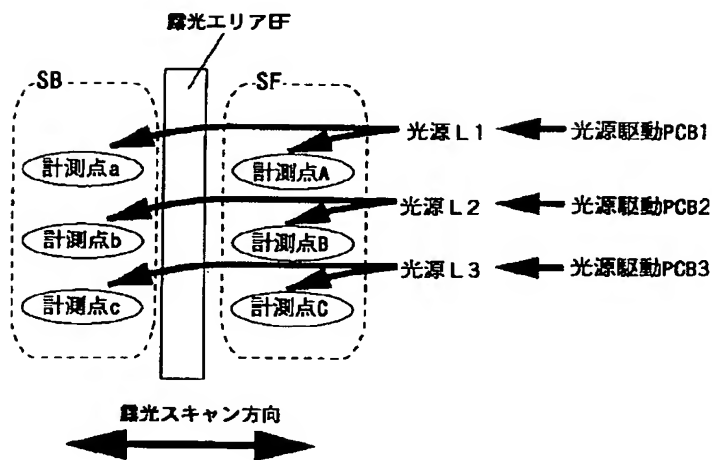 露光エリアEF
SB
SF
光源L1
光源駆動PCB1
計測点a
計測点A
光源L2
光源駆動PCB2
計測点b
計測点B
光源L3
光源駆動PCB3
計測点c
計測点C
露光スキャン方向